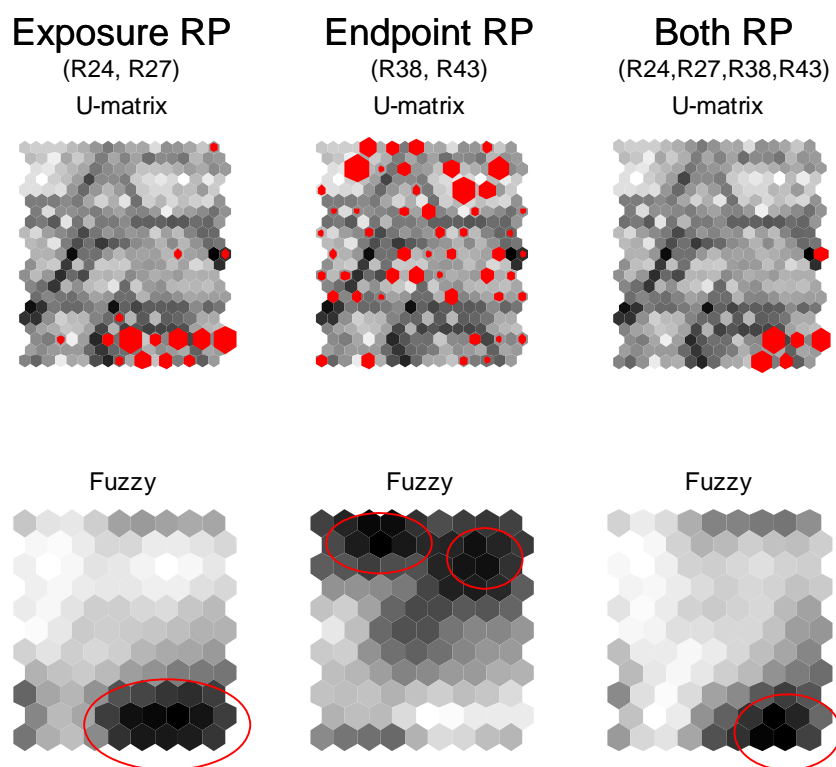 Exposure RP
(R24, R27)
U-matrix
Endpoint RP
(R38, R43)
U-matrix
Both RP
(R24,R27,R38,R43)
U-matrix
Fuzzy
Fuzzy
Fuzzy